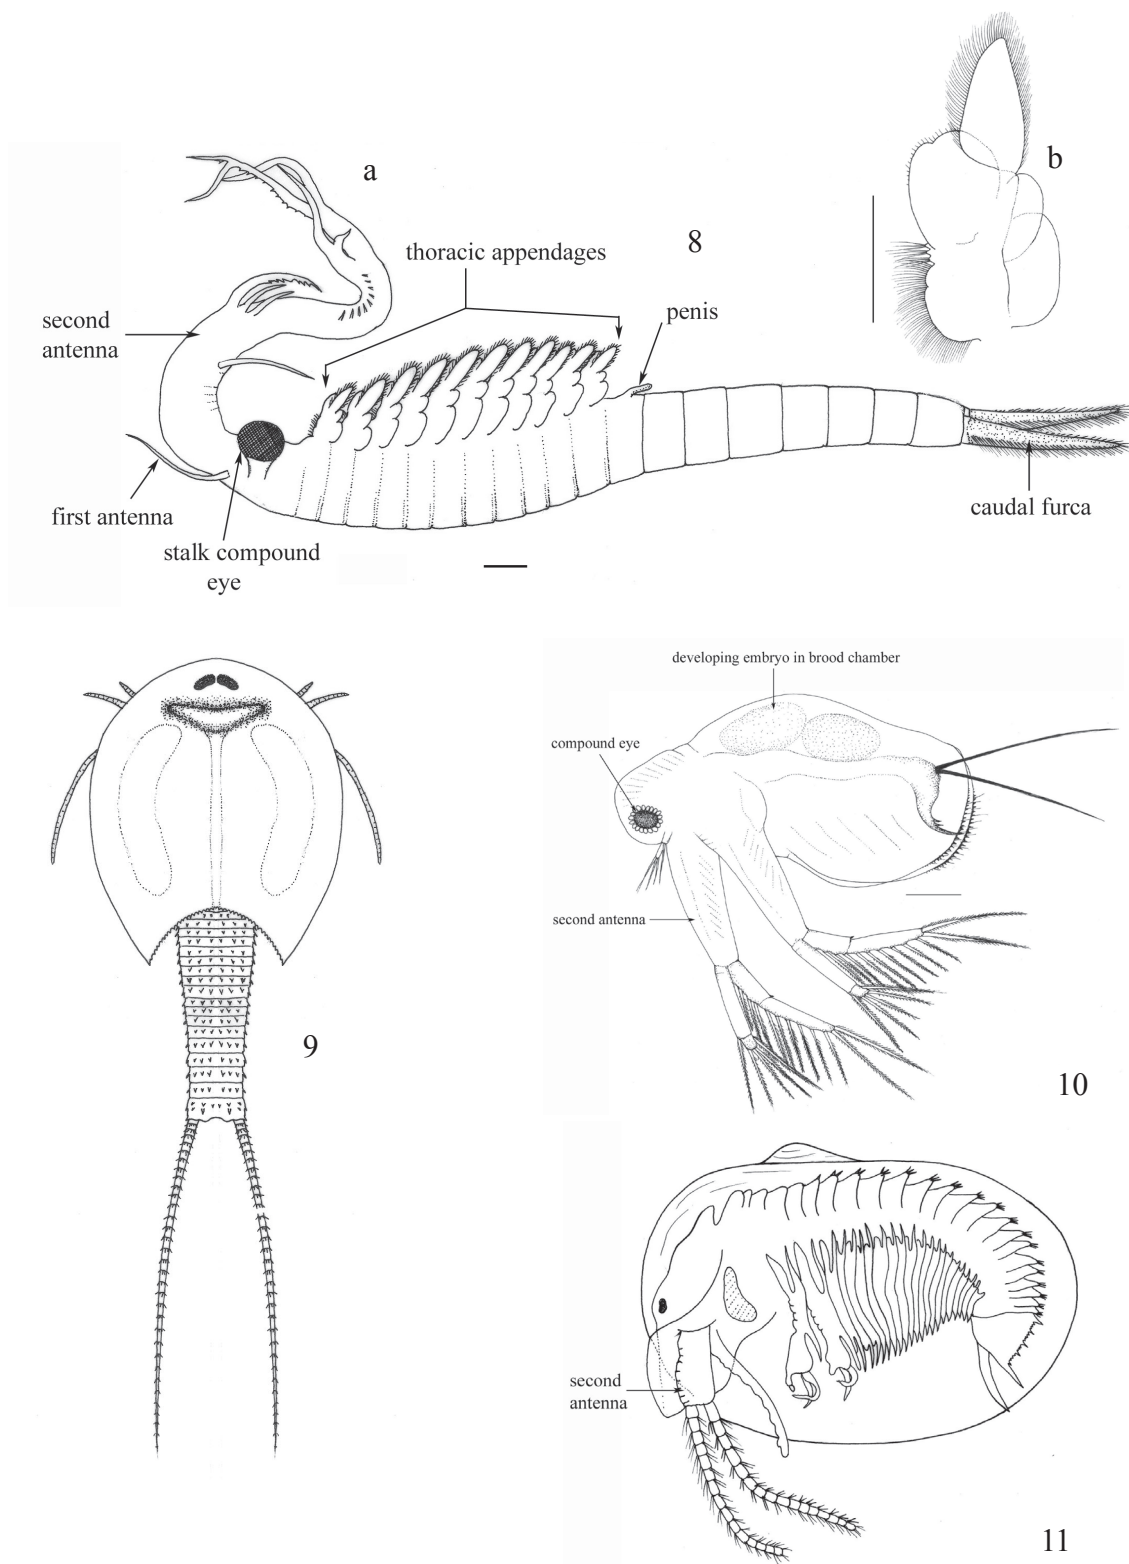 a
b
8
thoracic appendages
penis
second
antenna
first antenna
stalk compound
eye
caudal furca
9
developing embryo in brood chamber
compound eye
second antenna
10
second
antenna
11